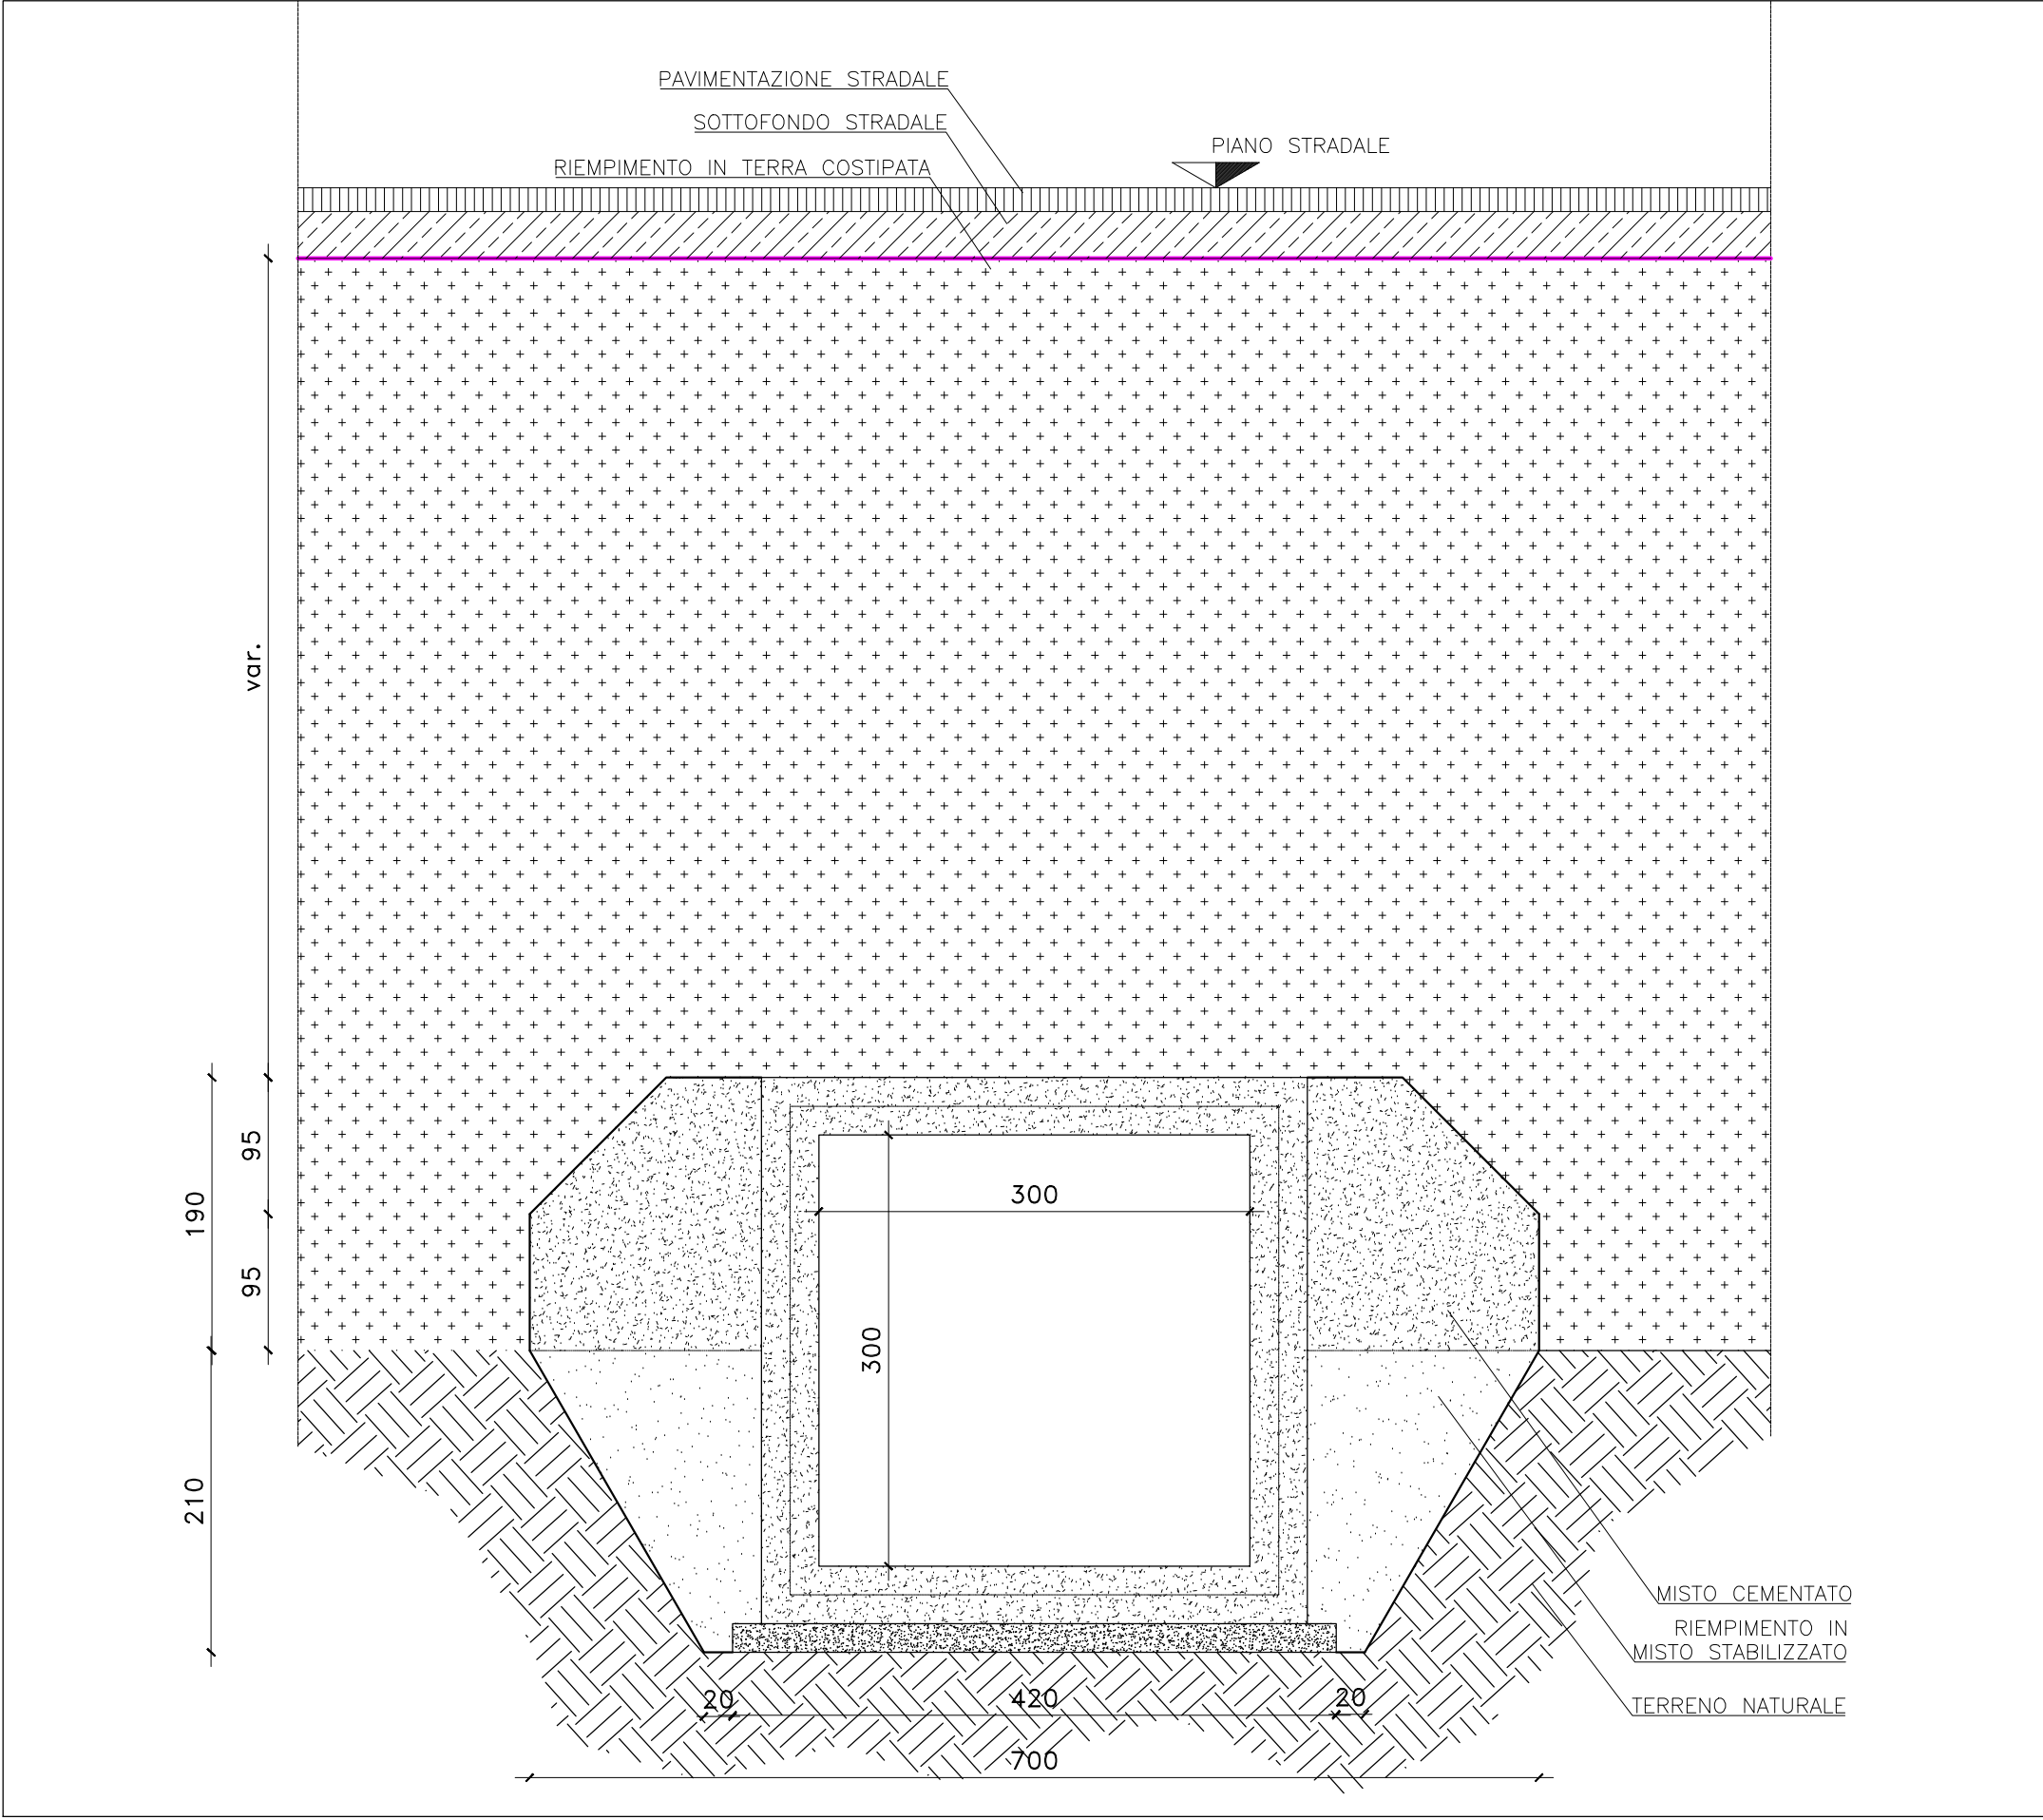 PAVIMENTAZIONE STRADALE
SOTTOFONDO STRADALE
PIANO STRADALE
RIEMPIMENTO IN TERRA COSTIPATA
var.
95
190
300
95
300
210
MISTO CEMENTATO
RIEMPIMENTO IN
MISTO STABILIZZATO
TERRENO NATURALE
20
420
20
700